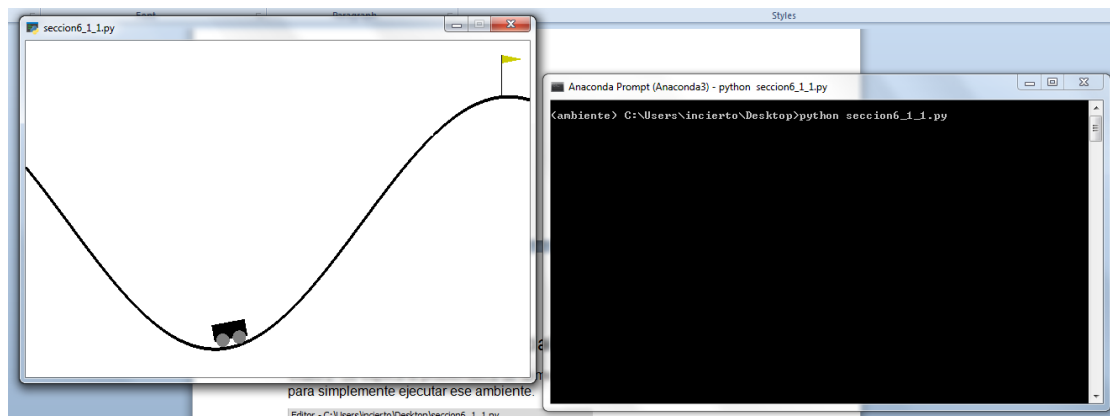 Font
Paragraph
Styles
seccion6_1_1.py
Anaconda Prompt (Anaconda3) - python seccion6_1_1.py
(ambiente) C:\Users\incierto\Desktop>python seccion6_1_1.py
para simplemente ejecutar ese ambiente.
Editor - C:\Users\incierto\Desktop\seccion6_1_1.py